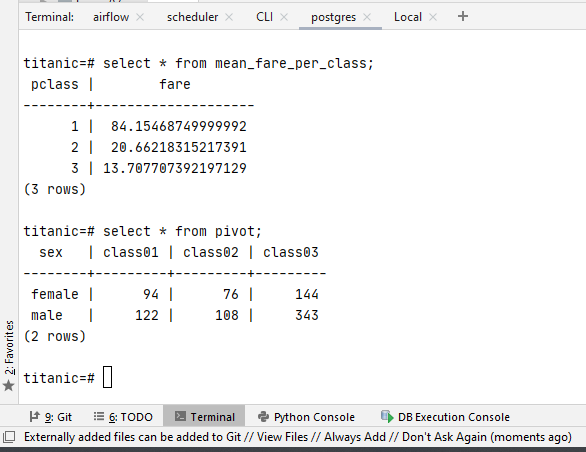 Terminal: airflow × scheduler × CLI × postgres × Local × +
titanic=# select * from mean_fare_per_class;
 pclass |        fare
--------+--------------------
      1 |  84.15468749999992
      2 |  20.66218315217391
      3 | 13.707707392197129
(3 rows)
titanic=# select * from pivot;
  sex   | class01 | class02 | class03
--------+---------+---------+---------
 female |      94 |      76 |     144
 male   |     122 |     108 |     343
(2 rows)
titanic=#
2: Favorites
9: Git 6: TODO Terminal Python Console DB Execution Console
Externally added files can be added to Git // View Files // Always Add // Don't Ask Again (moments ago)